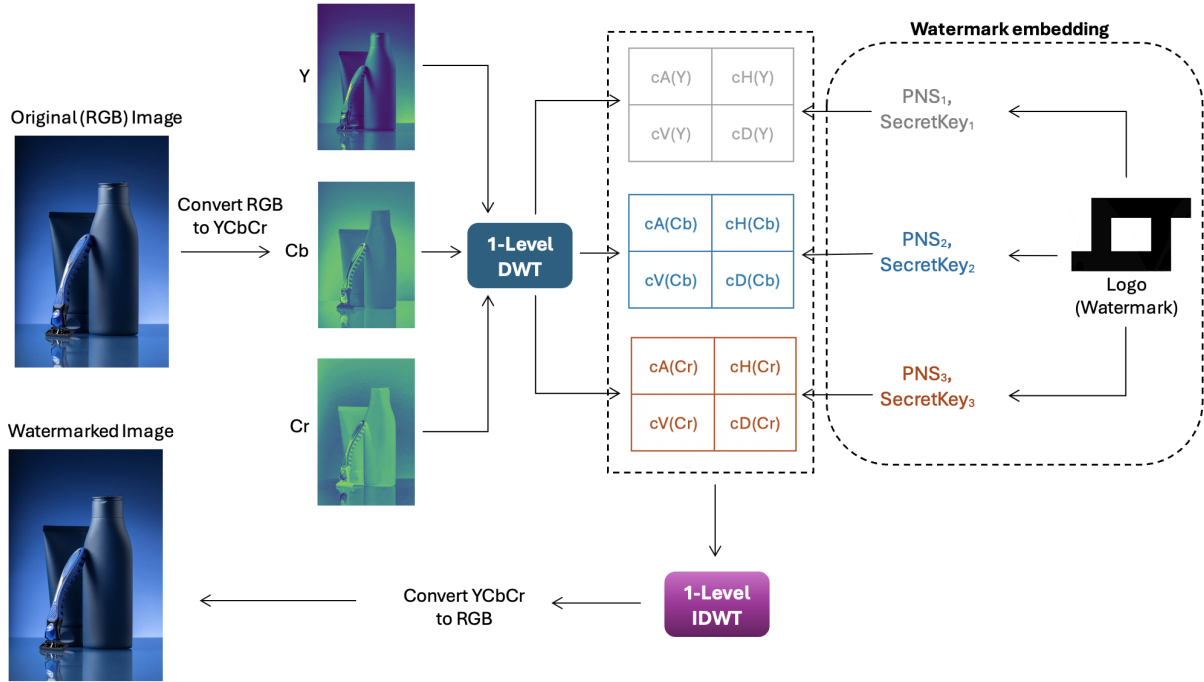 Original (RGB) Image
Convert RGB
to YCbCr
Y
Cb
Cr
1-Level
DWT
cA(Y) cH(Y)
cV(Y) cD(Y)
cA(Cb) cH(Cb)
cV(Cb) cD(Cb)
cA(Cr) cH(Cr)
cV(Cr) cD(Cr)
Watermark embedding
PNS₁,
SecretKey₁
PNS₂,
SecretKey₂
PNS₃,
SecretKey₃
Logo
(Watermark)
1-Level
IDWT
Convert YCbCr
to RGB
Watermarked Image